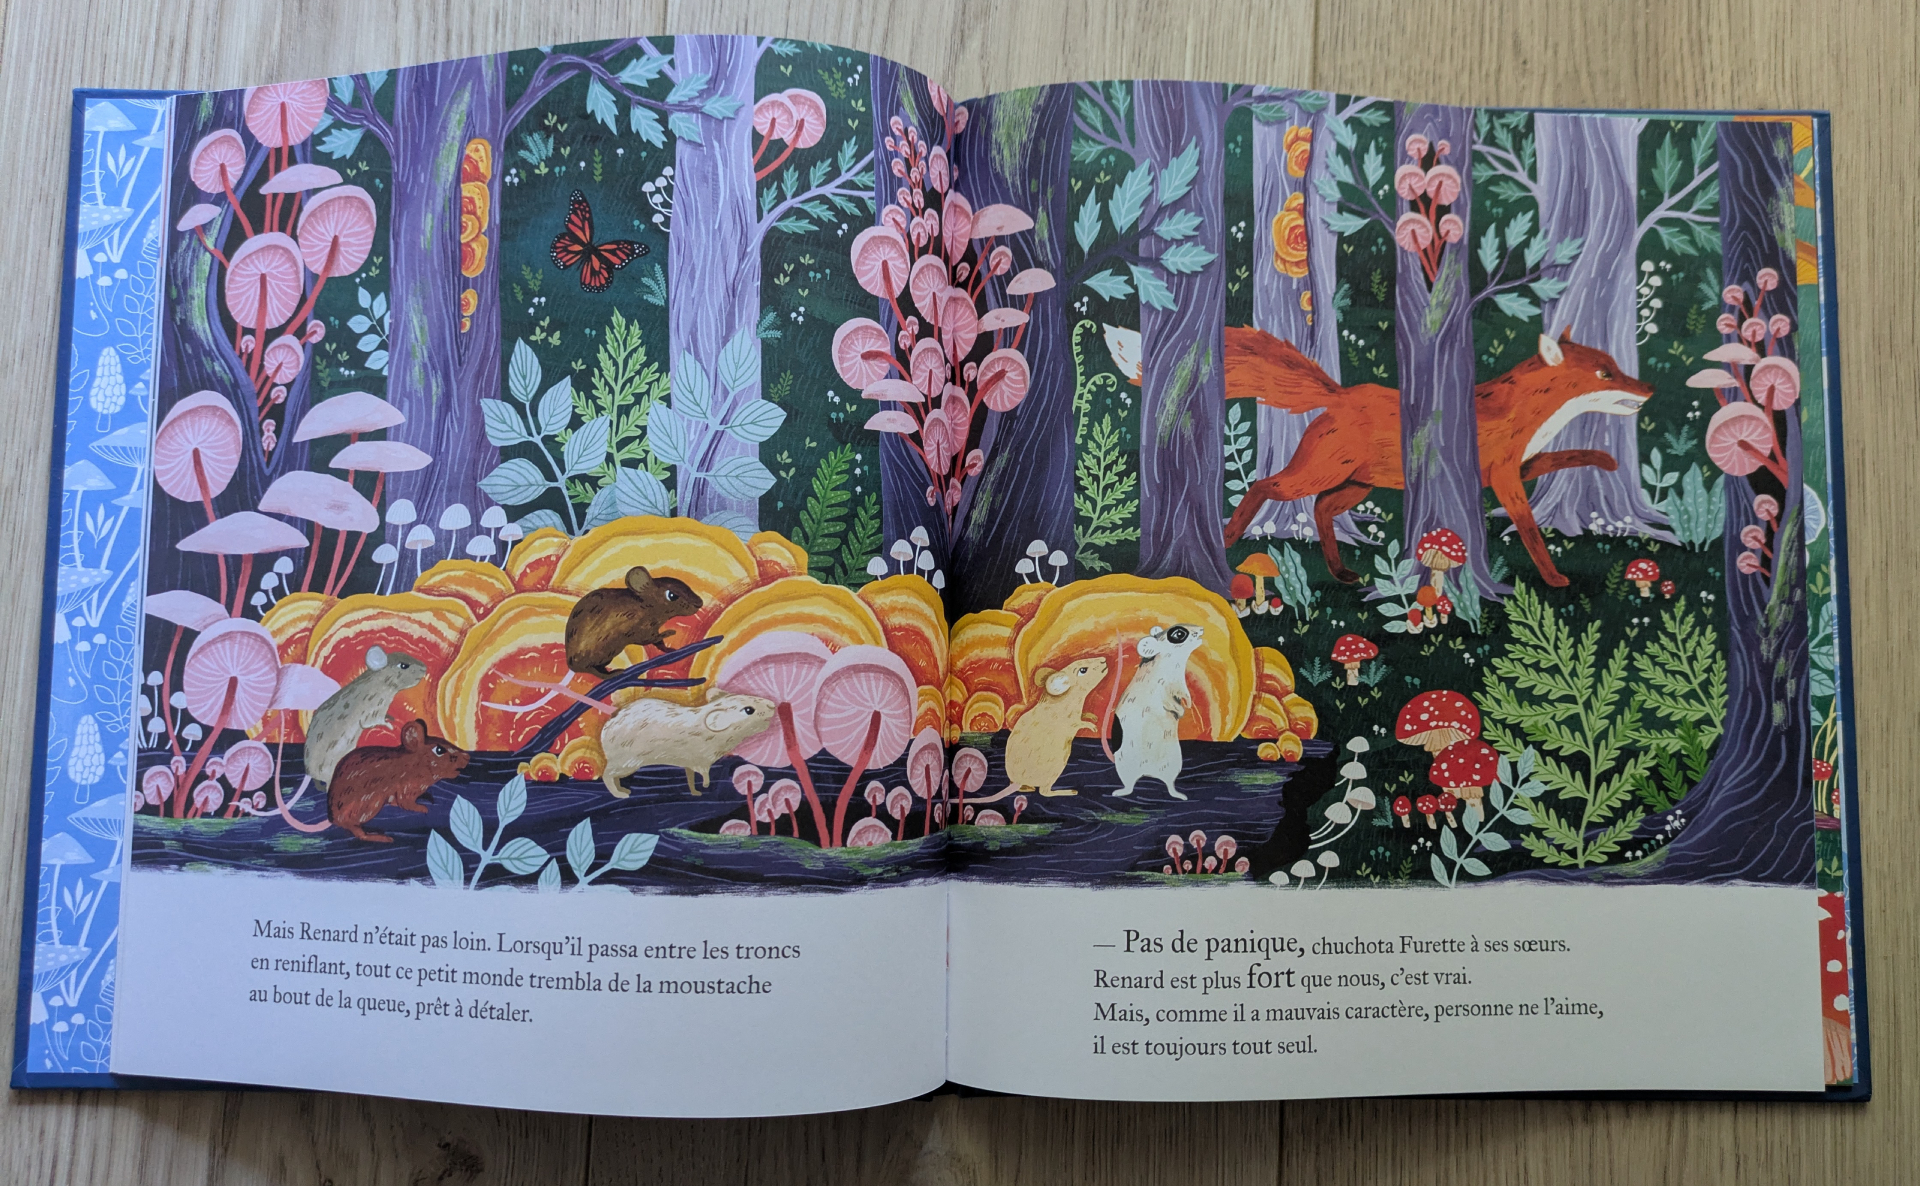 Mais Renard n'était pas loin. Lorsqu'il passa entre les troncs
en reniflant, tout ce petit monde trembla de la moustache
au bout de la queue, prêt à détaler.
— Pas de panique, chuchota Furette à ses sœurs.
Renard est plus fort que nous, c'est vrai.
Mais, comme il a mauvais caractère, personne ne l'aime,
il est toujours tout seul.